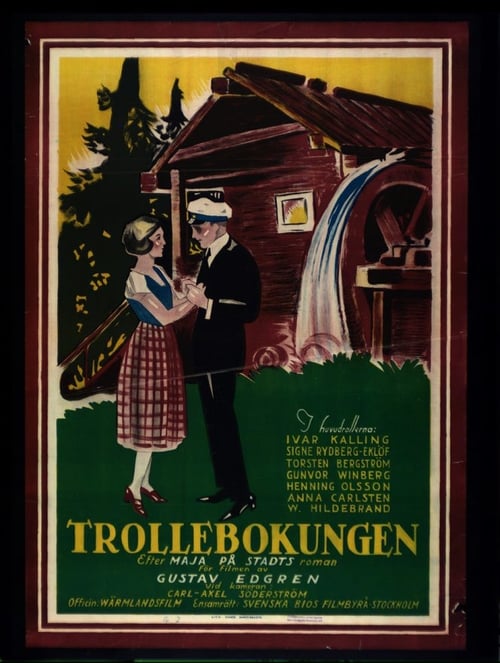 I huvudrollerna:
IVAR KALLING
SIGNE RYDBERG-EKLÖF
TORSTEN BERGSTRÖM
GUNVOR WINBERG
HENNING OLSSON
ANNA CARLSTEN
W. HILDEBRAND
TROLLEBOKUNGEN
Efter MAJA PÅ STADTS roman
För filmen av
GUSTAV EDGREN
Vid kameran:
CARL-AXEL SÖDERSTRÖM
Officin: WÄRMLANDSFILM Ensamrätt: SVENSKA BIOS FILMBYRÅ-STOCKHOLM